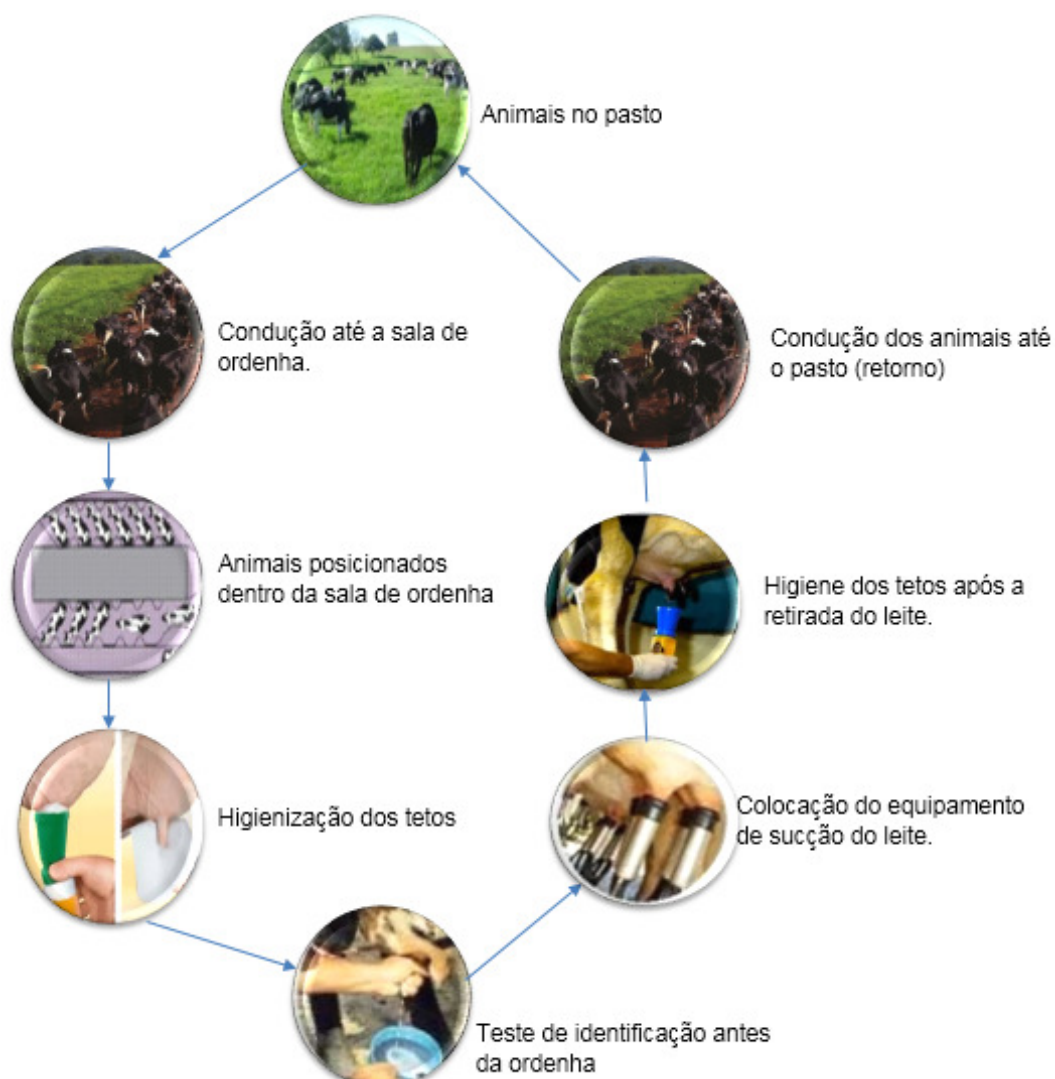 Animais no pasto
Condução até a sala de
ordenha.
Animais posicionados
dentro da sala de ordenha
Higienização dos tetos
Teste de identificação antes
da ordenha
Colocação do equipamento
de sucção do leite.
Higiene dos tetos após a
retirada do leite.
Condução dos animais até
o pasto (retorno)